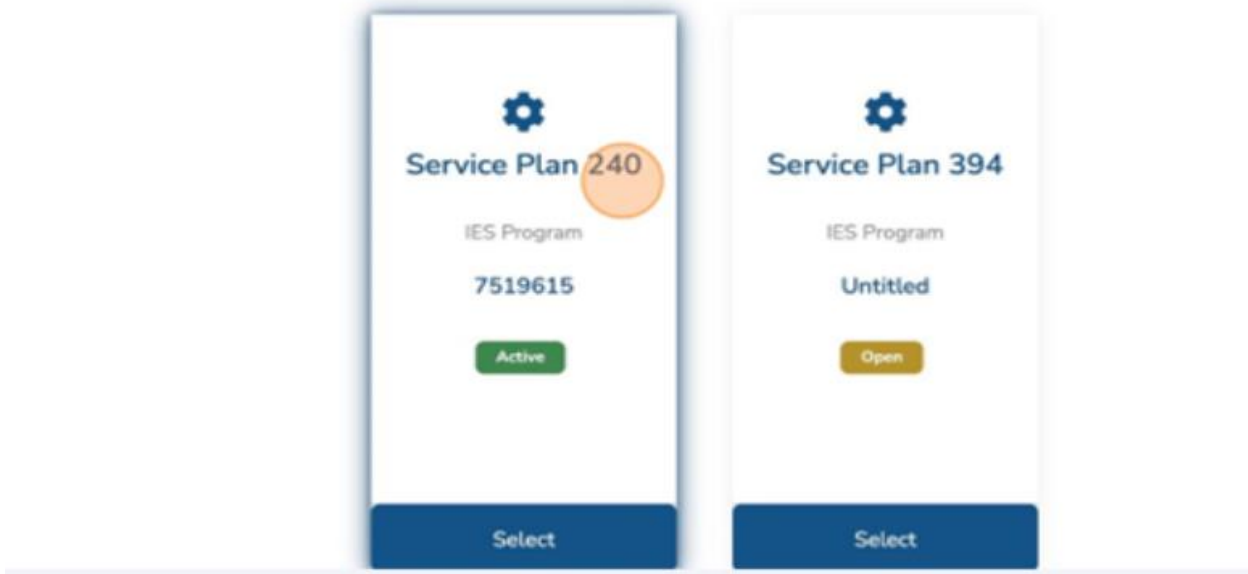 Service Plan 240
IES Program
7519615
Active
Select
Service Plan 394
IES Program
Untitled
Open
Select